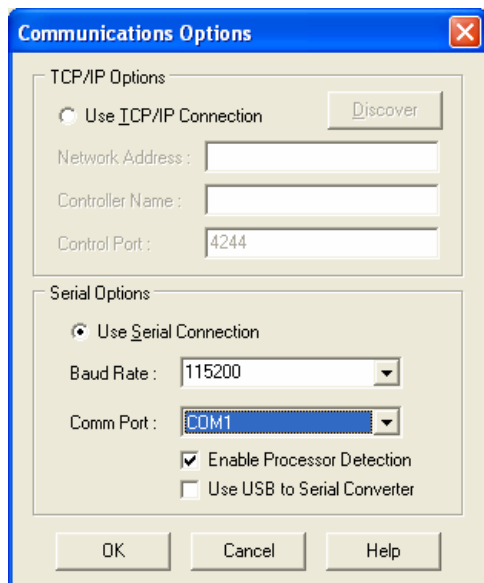 Communications Options
TCP/IP Options
Use TCP/IP Connection
Discover
Network Address :
Controller Name :
Control Port :
4244
Serial Options
Use Serial Connection
Baud Rate :
115200
Comm Port :
COM1
Enable Processor Detection
Use USB to Serial Converter
OK
Cancel
Help